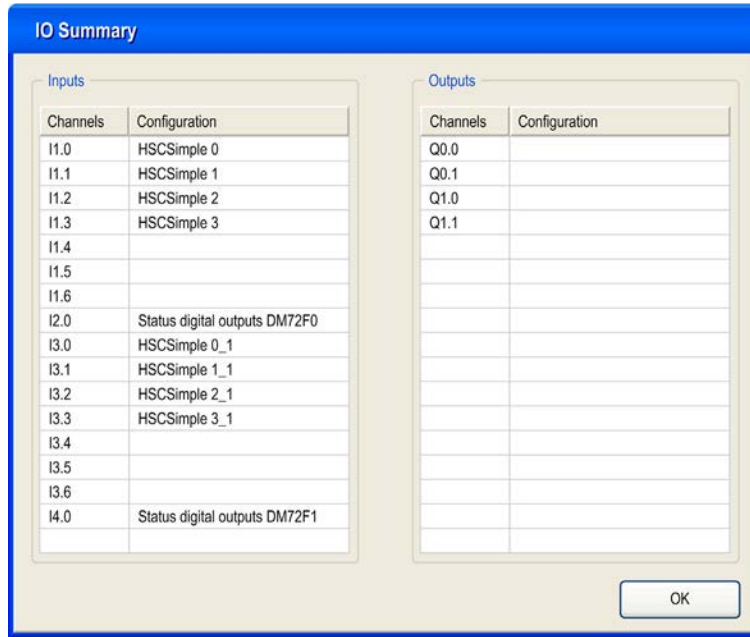 IO Summary
Inputs
Channels Configuration
I1.0 HSCSimple 0
I1.1 HSCSimple 1
I1.2 HSCSimple 2
I1.3 HSCSimple 3
I1.4
I1.5
I1.6
I2.0 Status digital outputs DM72F0
I3.0 HSCSimple 0_1
I3.1 HSCSimple 1_1
I3.2 HSCSimple 2_1
I3.3 HSCSimple 3_1
I3.4
I3.5
I3.6
I4.0 Status digital outputs DM72F1
Outputs
Channels Configuration
Q0.0
Q0.1
Q1.0
Q1.1
OK